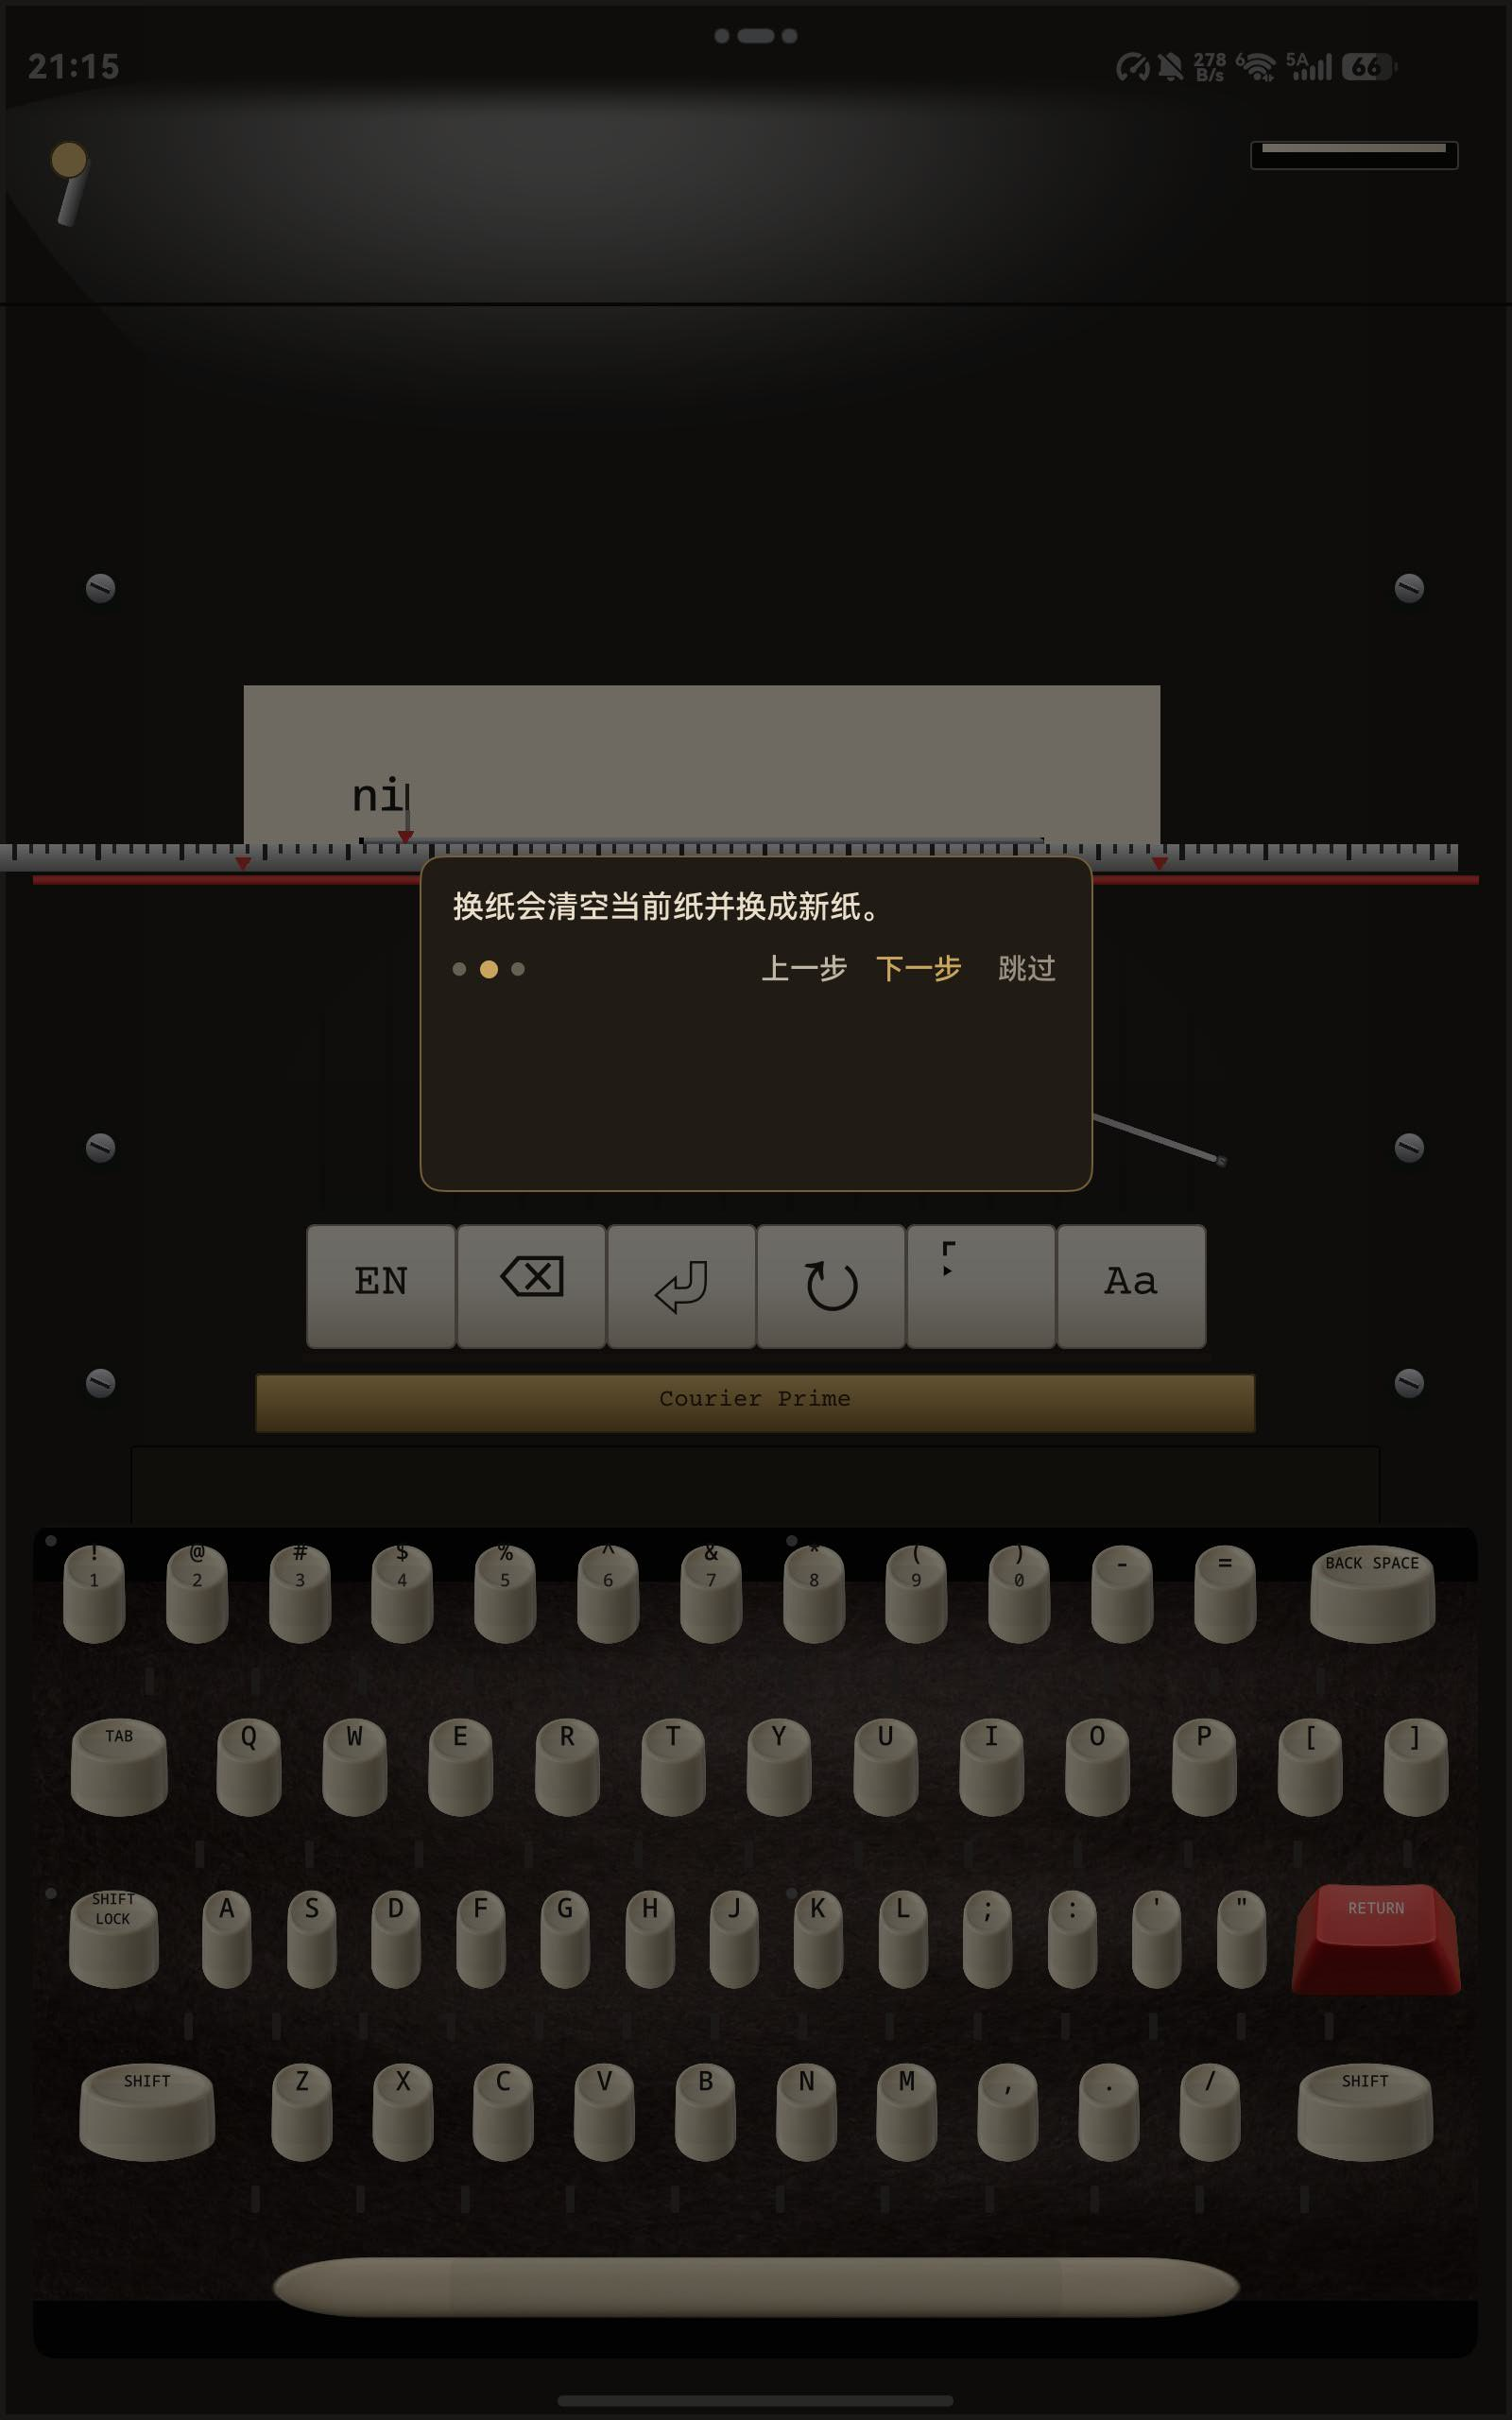 21:15
278 B/s
6
5A
66
ni
换纸会清空当前纸并换成新纸。
上一步 下一步 跳过
EN Aa
Courier Prime
! @ # $ % ^ & * ( ) - = BACK SPACE
1 2 3 4 5 6 7 8 9 0
TAB Q W E R T Y U I O P [ ]
SHIFT LOCK A S D F G H J K L ; : ' " RETURN
SHIFT Z X C V B N M , . / SHIFT